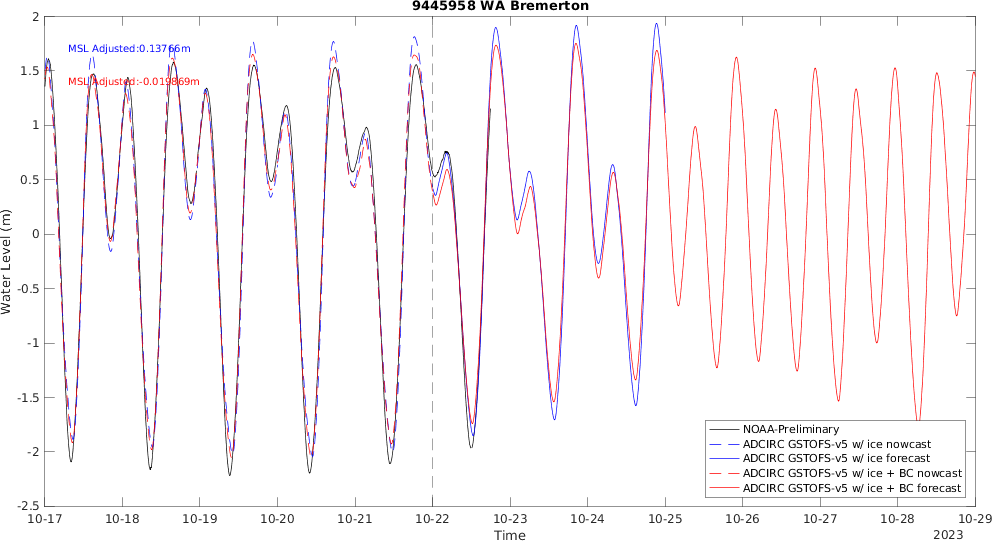 9445958 WA Bremerton
MSL Adjusted:0.13766m
MSL Adjusted:-0.019869m
Water Level (m)
2
1.5
1
0.5
0
-0.5
-1
-1.5
-2
-2.5
NOAA-Preliminary
ADCIRC GSTOFS-v5 w/ ice nowcast
ADCIRC GSTOFS-v5 w/ ice forecast
ADCIRC GSTOFS-v5 w/ ice + BC nowcast
ADCIRC GSTOFS-v5 w/ ice + BC forecast
10-17 10-18 10-19 10-20 10-21 10-22 10-23 10-24 10-25 10-26 10-27 10-28 10-29
Time
2023